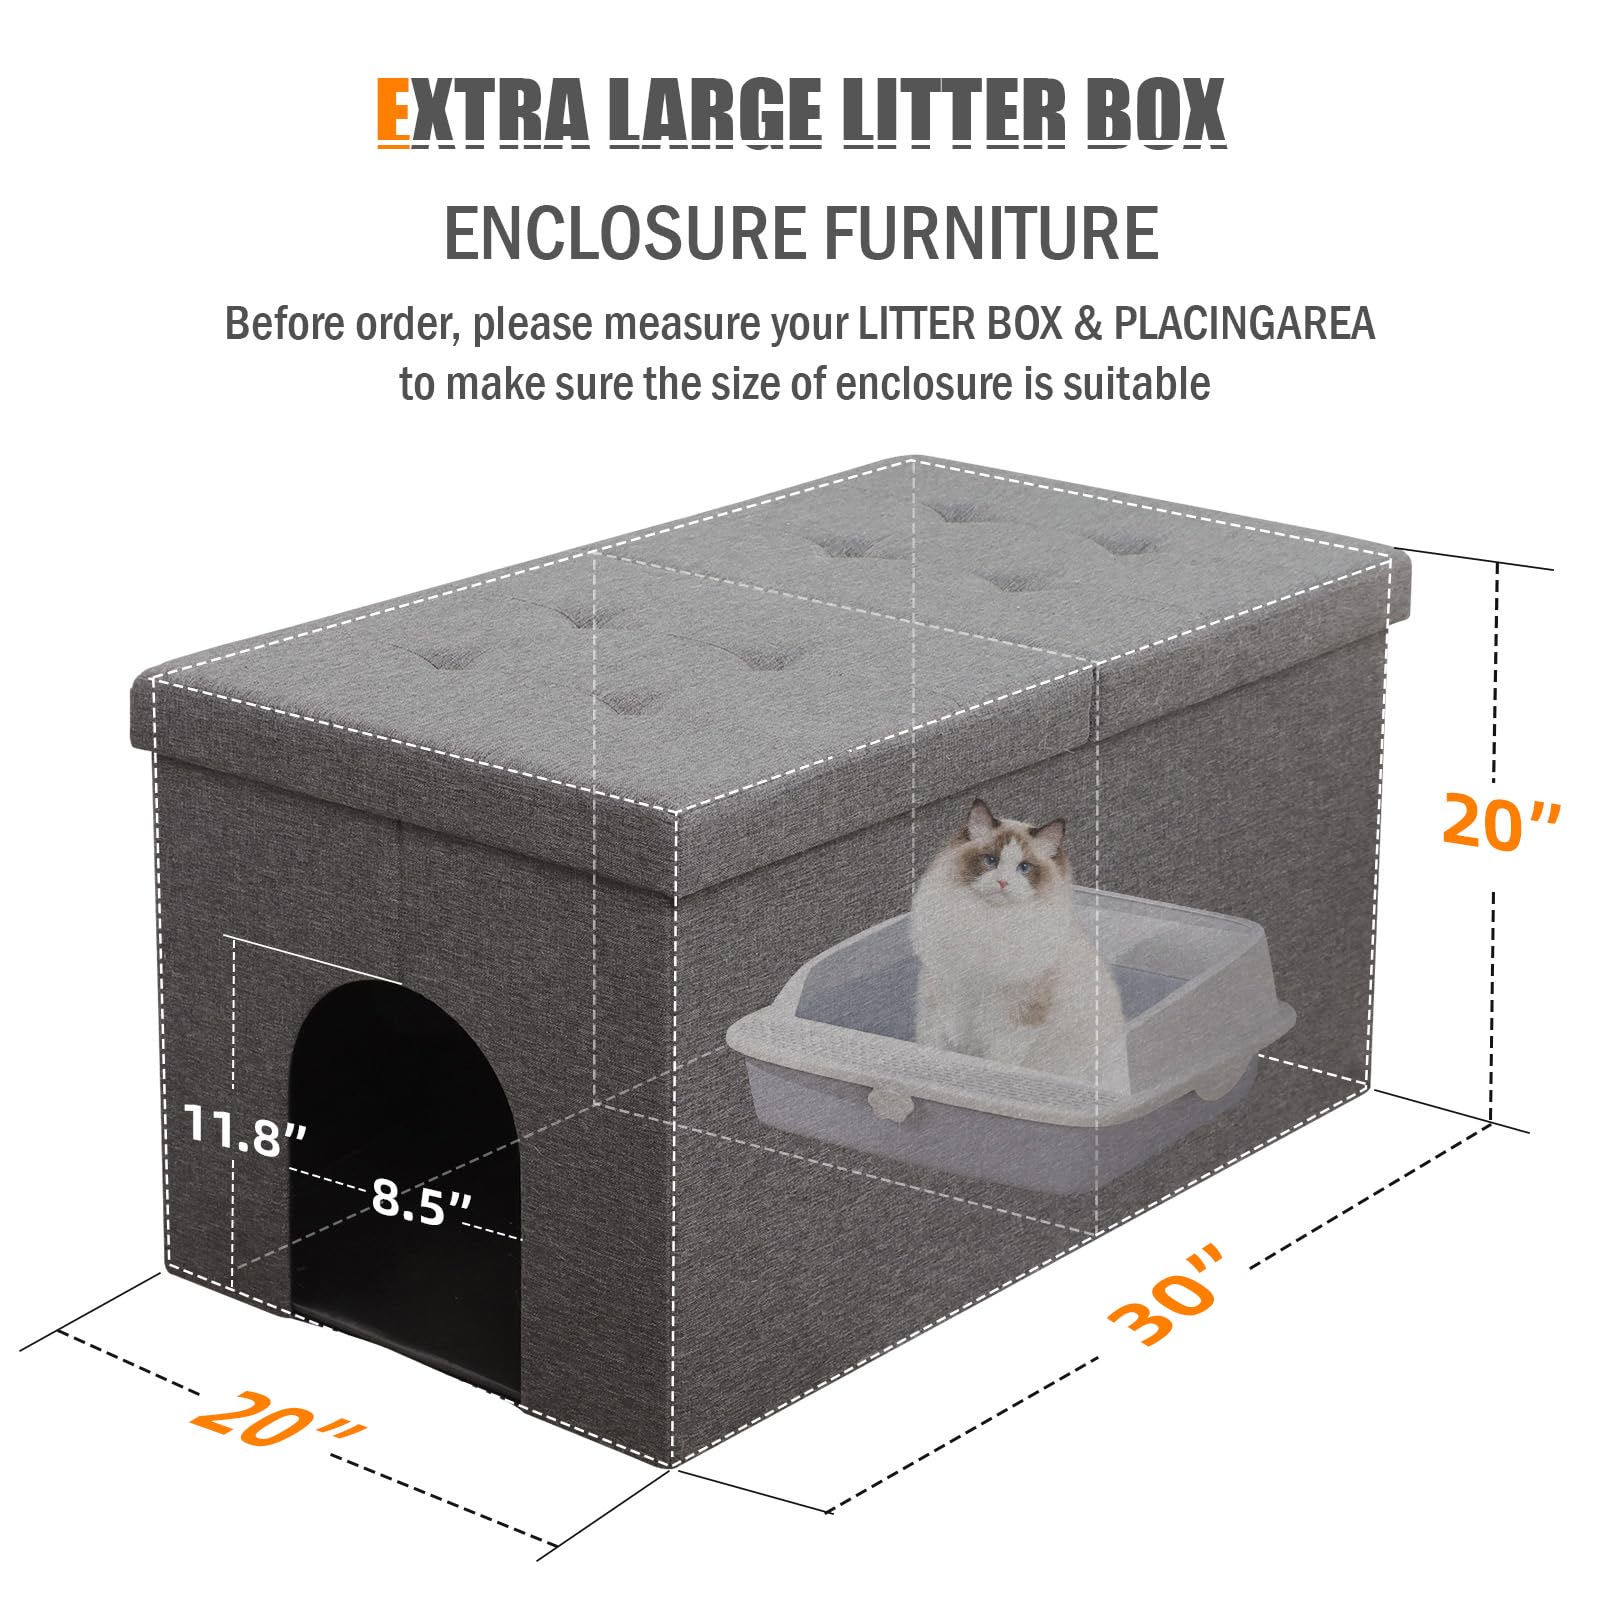 EXTRA LARGE LITTER BOX
ENCLOSURE FURNITURE
Before order, please measure your LITTER BOX & PLACINGAREA
to make sure the size of enclosure is suitable
20”
11.8”
8.5”
30”
20”